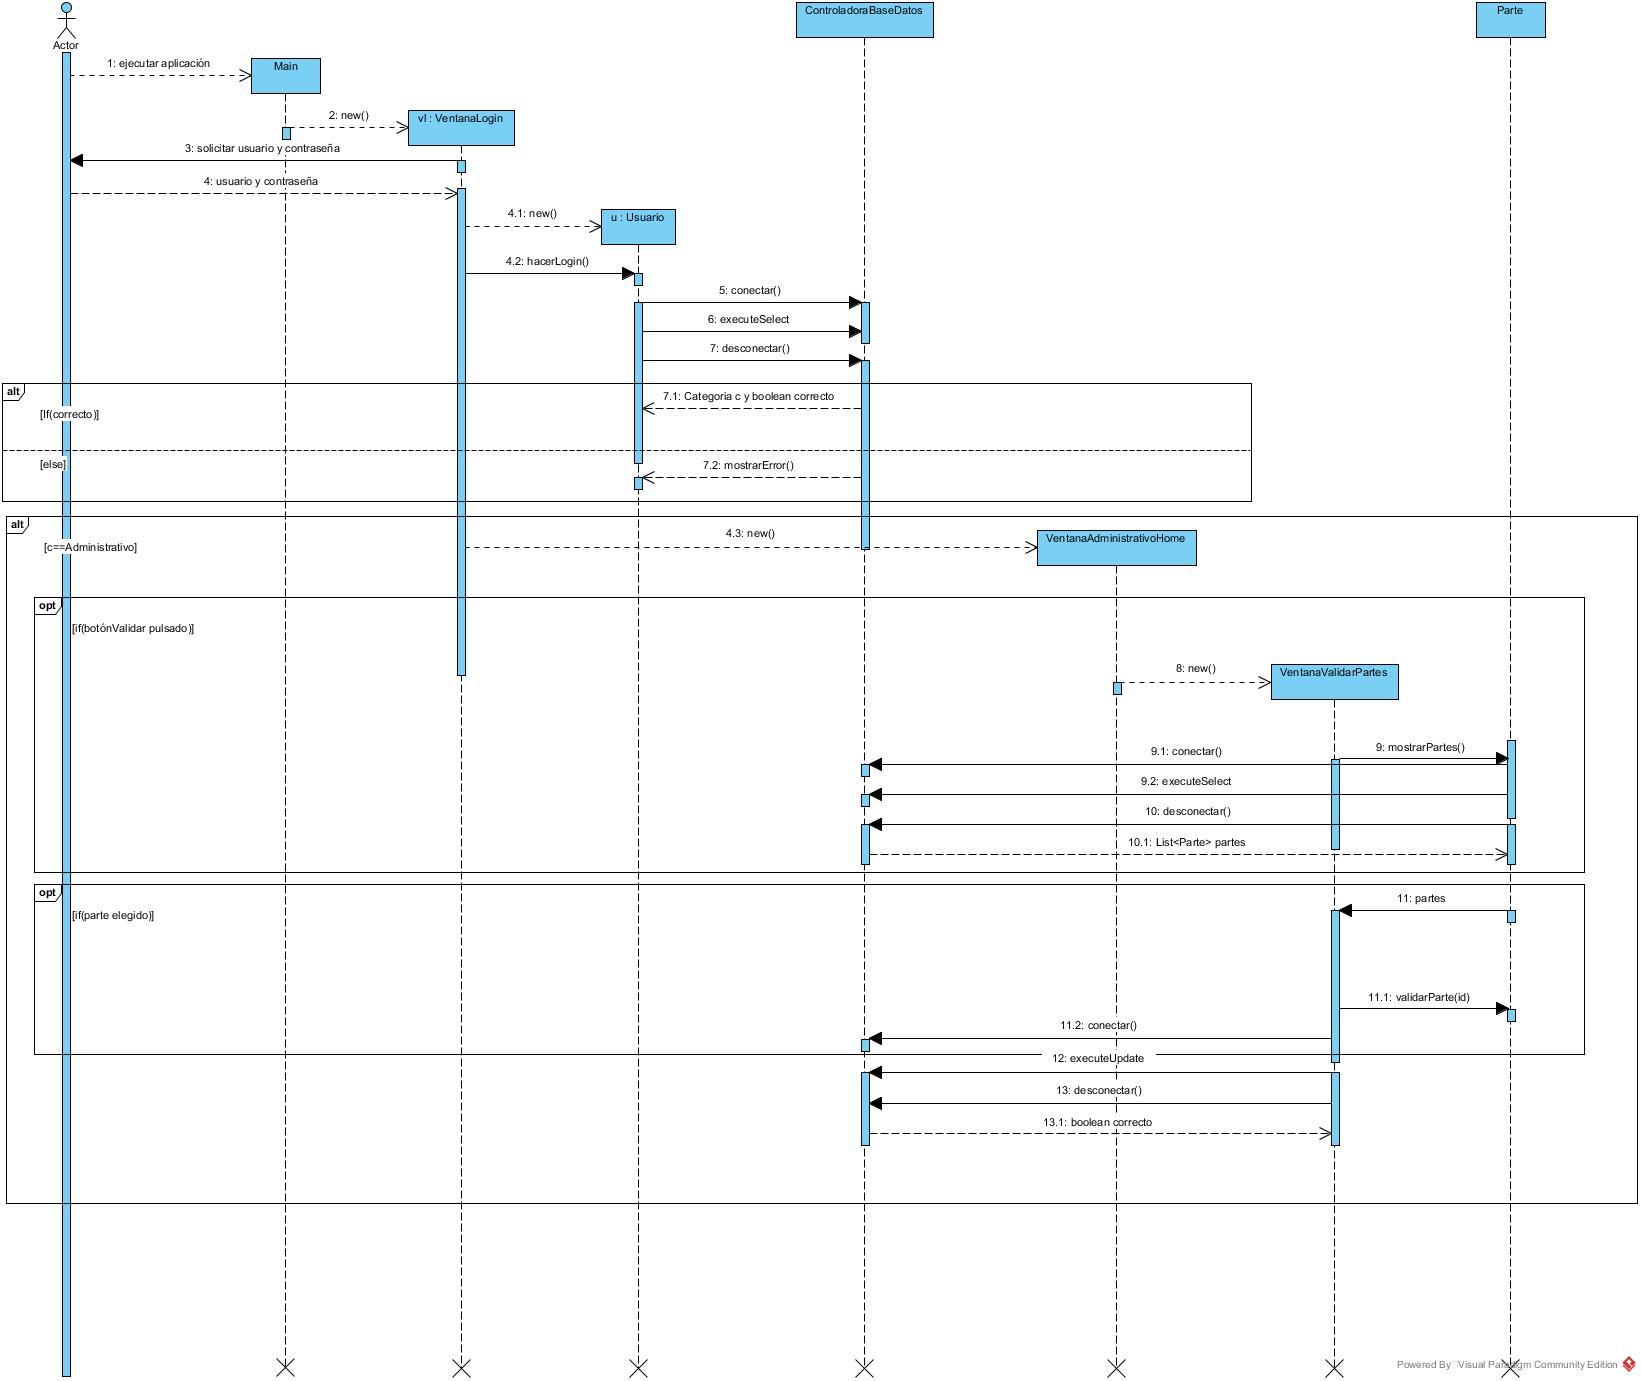 ControladoraBaseDatos
Parte
Actor
1: ejecutar aplicación
Main
2: new()
vl : VentanaLogin
3: solicitar usuario y contraseña
4: usuario y contraseña
4.1: new()
u : Usuario
4.2: hacerLogin()
5: conectar()
6: executeSelect
7: desconectar()
alt
[If(correcto)]
7.1: Categoria c y boolean correcto
[else]
7.2: mostrarError()
alt
[c==Administrativo]
4.3: new()
VentanaAdministrativoHome
opt
[if(botónValidar pulsado)]
8: new()
VentanaValidarPartes
9: mostrarPartes()
9.1: conectar()
9.2: executeSelect
10: desconectar()
10.1: List<Parte> partes
opt
[if(parte elegido)]
11: partes
11.1: validarParte(id)
11.2: conectar()
12: executeUpdate
13: desconectar()
13.1: boolean correcto
Powered By Visual Paradigm Community Edition